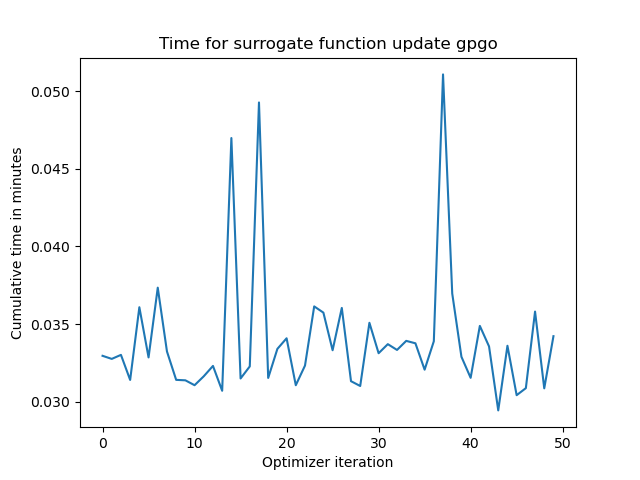 Time for surrogate function update gpgo
Cumulative time in minutes
0.050
0.045
0.040
0.035
0.030
0 10 20 30 40 50
Optimizer iteration